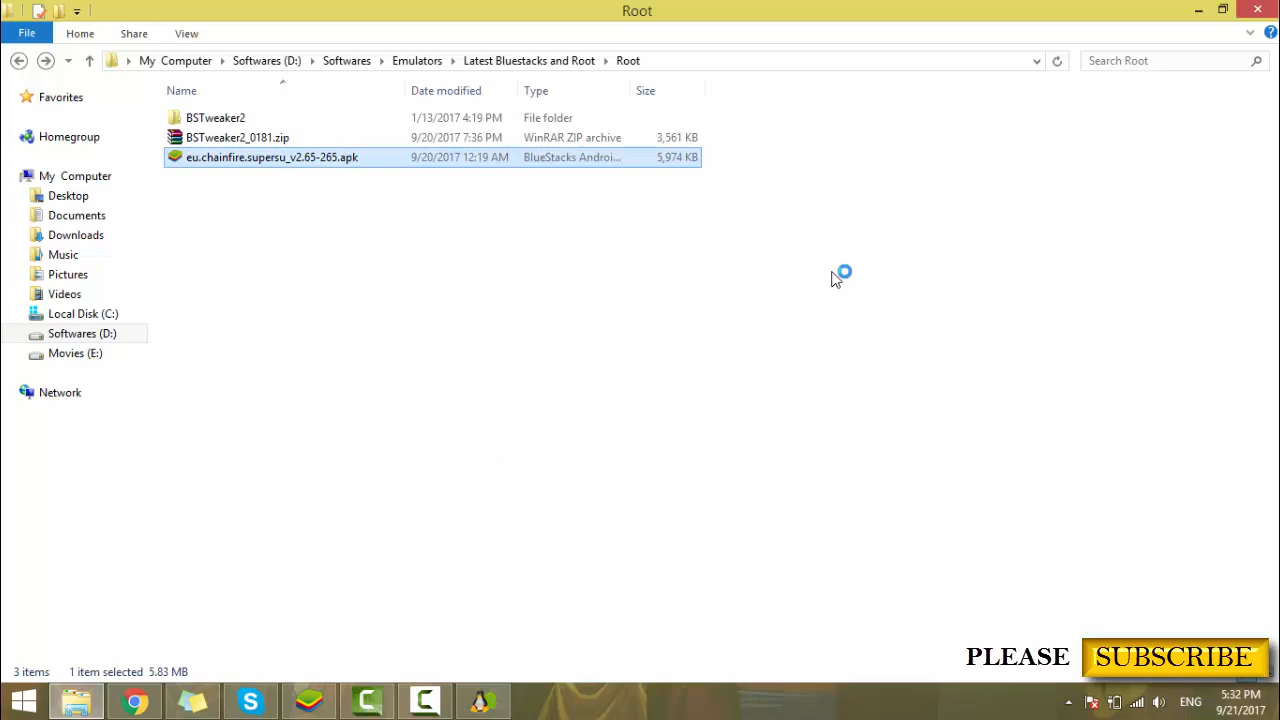 Root
File Home Share View
My Computer Softwares (D:) Softwares Emulators Latest Bluestacks and Root Root Search Root
Name Date modified Type Size
Favorites
Homegroup
My Computer
Desktop
Documents
Downloads
Music
Pictures
Videos
Local Disk (C:)
Softwares (D:)
Movies (E:)
Network
BSTweaker2 1/13/2017 4:19 PM File folder
BSTweaker2_0181.zip 9/20/2017 7:36 PM WinRAR ZIP archive 3,561 KB
eu.chainfire.supersu_v2.65-265.apk 9/20/2017 12:19 AM BlueStacks Androi... 5,974 KB
PLEASE SUBSCRIBE
3 items 1 item selected 5.83 MB
ENG 5:32 PM
9/21/2017